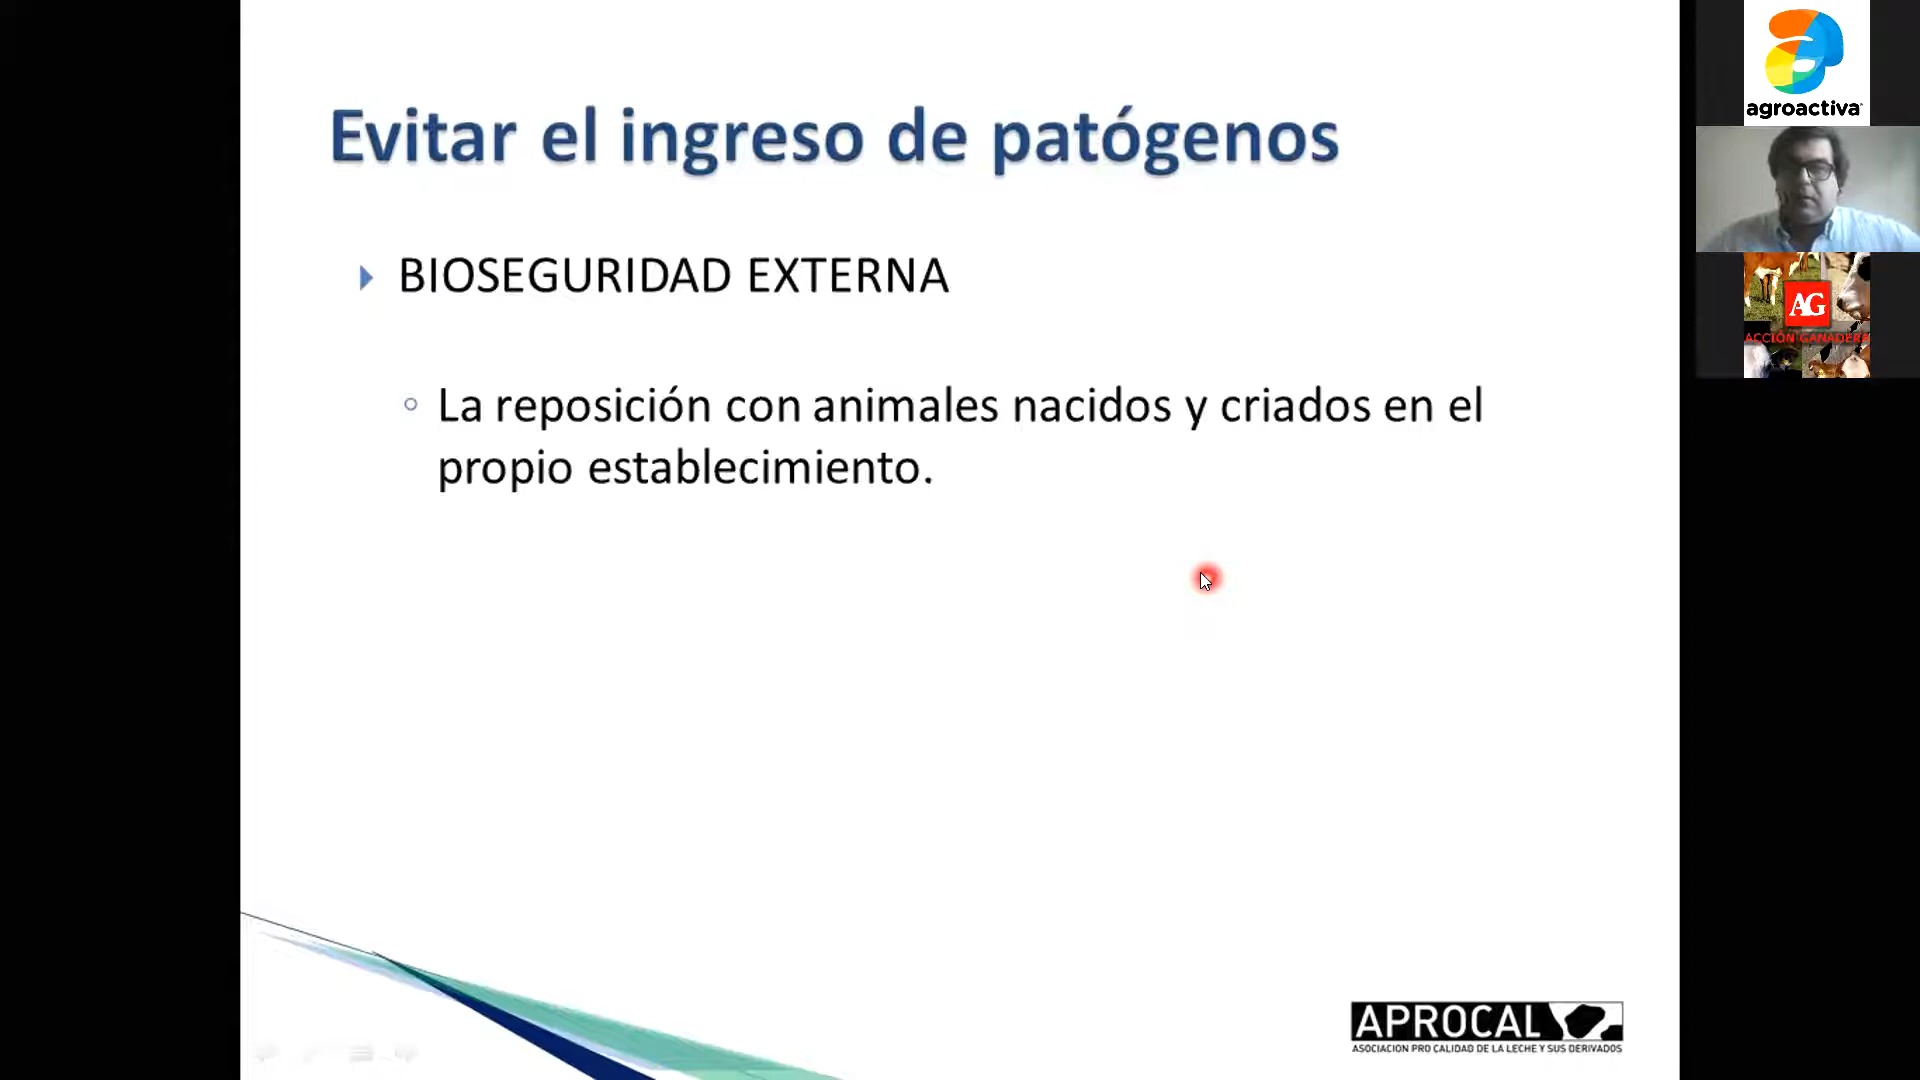 Evitar el ingreso de patógenos
BIOSEGURIDAD EXTERNA
La reposición con animales nacidos y criados en el
propio establecimiento.
APROCAL
ASOCIACION PRO CALIDAD DE LA LECHE Y SUS DERIVADOS
agroactiva
AG
ACCIÓN GANADERA